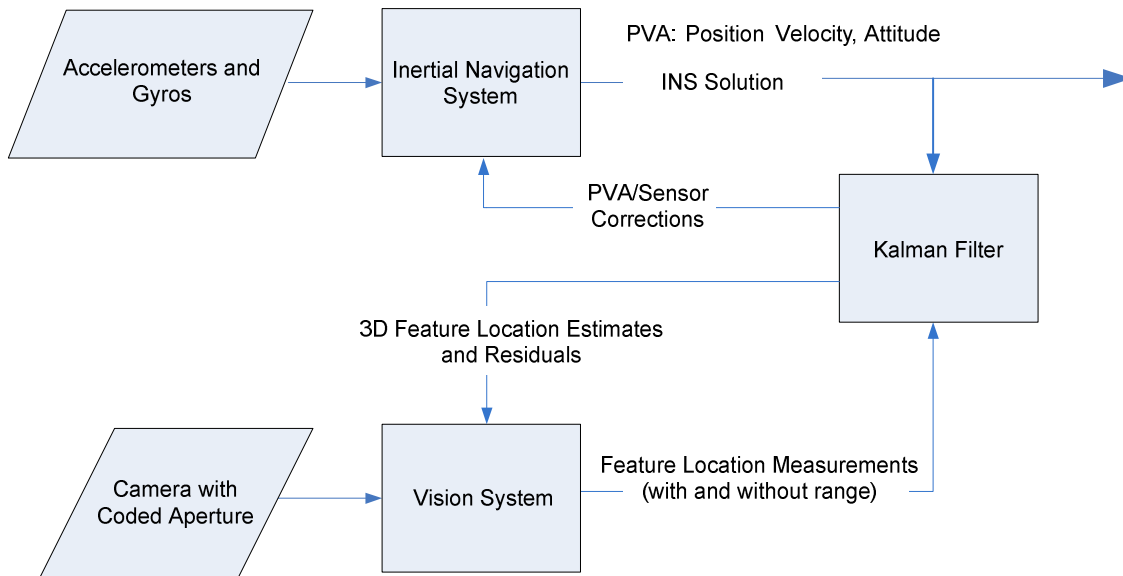 PVA: Position Velocity, Attitude
Accelerometers and
Gyros
Inertial Navigation
System
INS Solution
PVA/Sensor
Corrections
Kalman Filter
3D Feature Location Estimates
and Residuals
Camera with
Coded Aperture
Vision System
Feature Location Measurements
(with and without range)